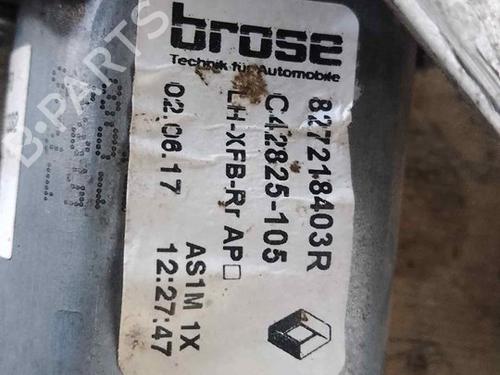 brose
Technik für Automobile
827218403R
C42825-105
LH-XFB-Rr AP□
02.06.17
AS1M 1X
12:27:47
B-PARTS